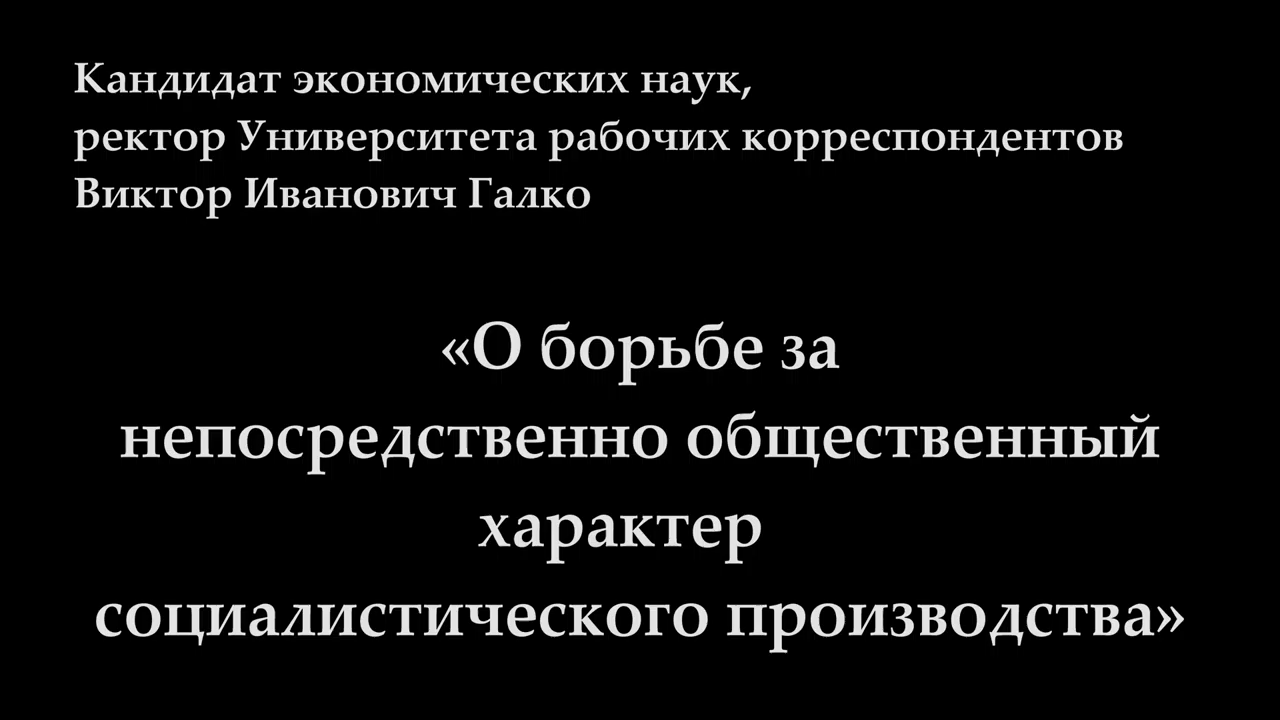 Кандидат экономических наук,
ректор Университета рабочих корреспондентов
Виктор Иванович Галко
«О борьбе за
непосредственно общественный
характер
социалистического производства»